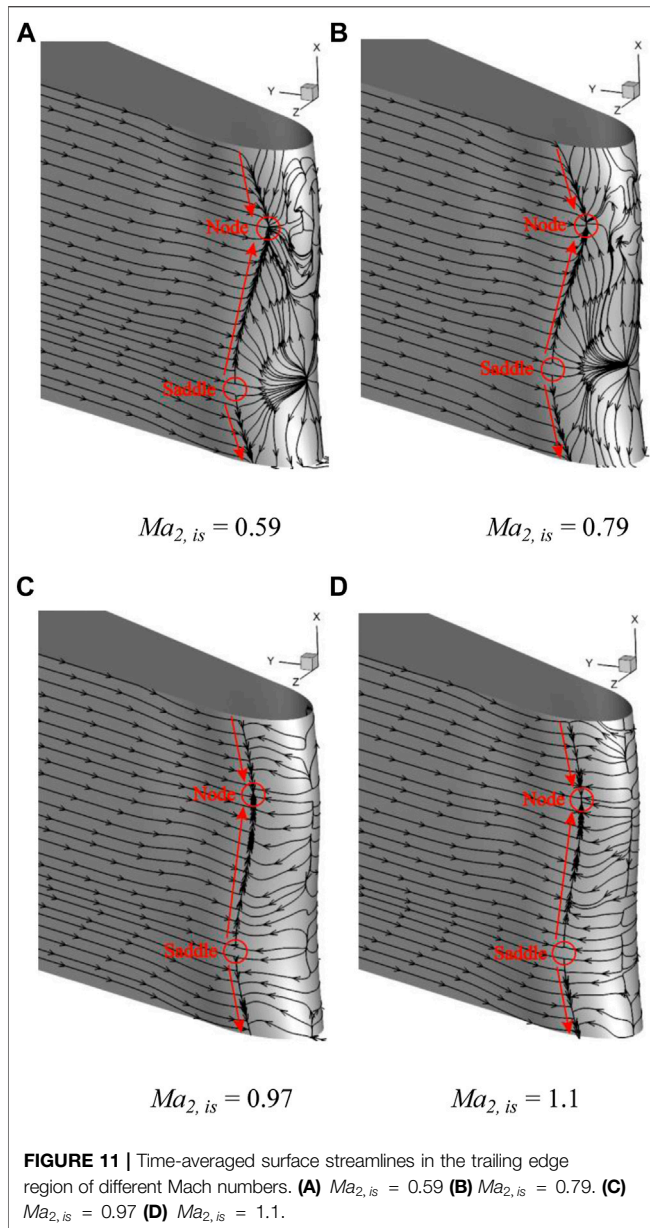 A
B
X
Y
Z
X
Y
Z
Node
Node
Saddle
Saddle
Ma2, is = 0.59
Ma2, is = 0.79
C
D
X
Y
Z
X
Y
Z
Node
Node
Saddle
Saddle
Ma2, is = 0.97
Ma2, is = 1.1
FIGURE 11 | Time-averaged surface streamlines in the trailing edge
region of different Mach numbers. (A) Ma2, is = 0.59 (B) Ma2, is = 0.79. (C)
Ma2, is = 0.97 (D) Ma2, is = 1.1.